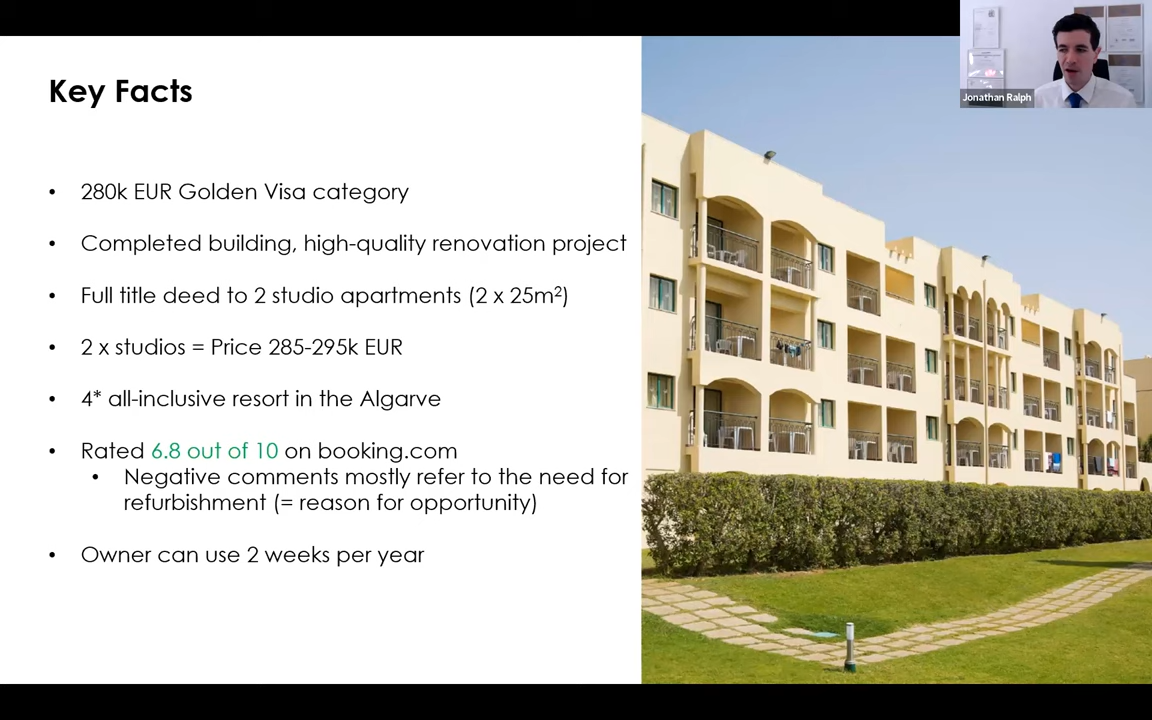 Jonathan Ralph
Key Facts
• 280k EUR Golden Visa category
• Completed building, high-quality renovation project
• Full title deed to 2 studio apartments (2 x 25m²)
• 2 x studios = Price 285-295k EUR
• 4* all-inclusive resort in the Algarve
• Rated 6.8 out of 10 on booking.com
• Negative comments mostly refer to the need for
refurbishment (= reason for opportunity)
• Owner can use 2 weeks per year